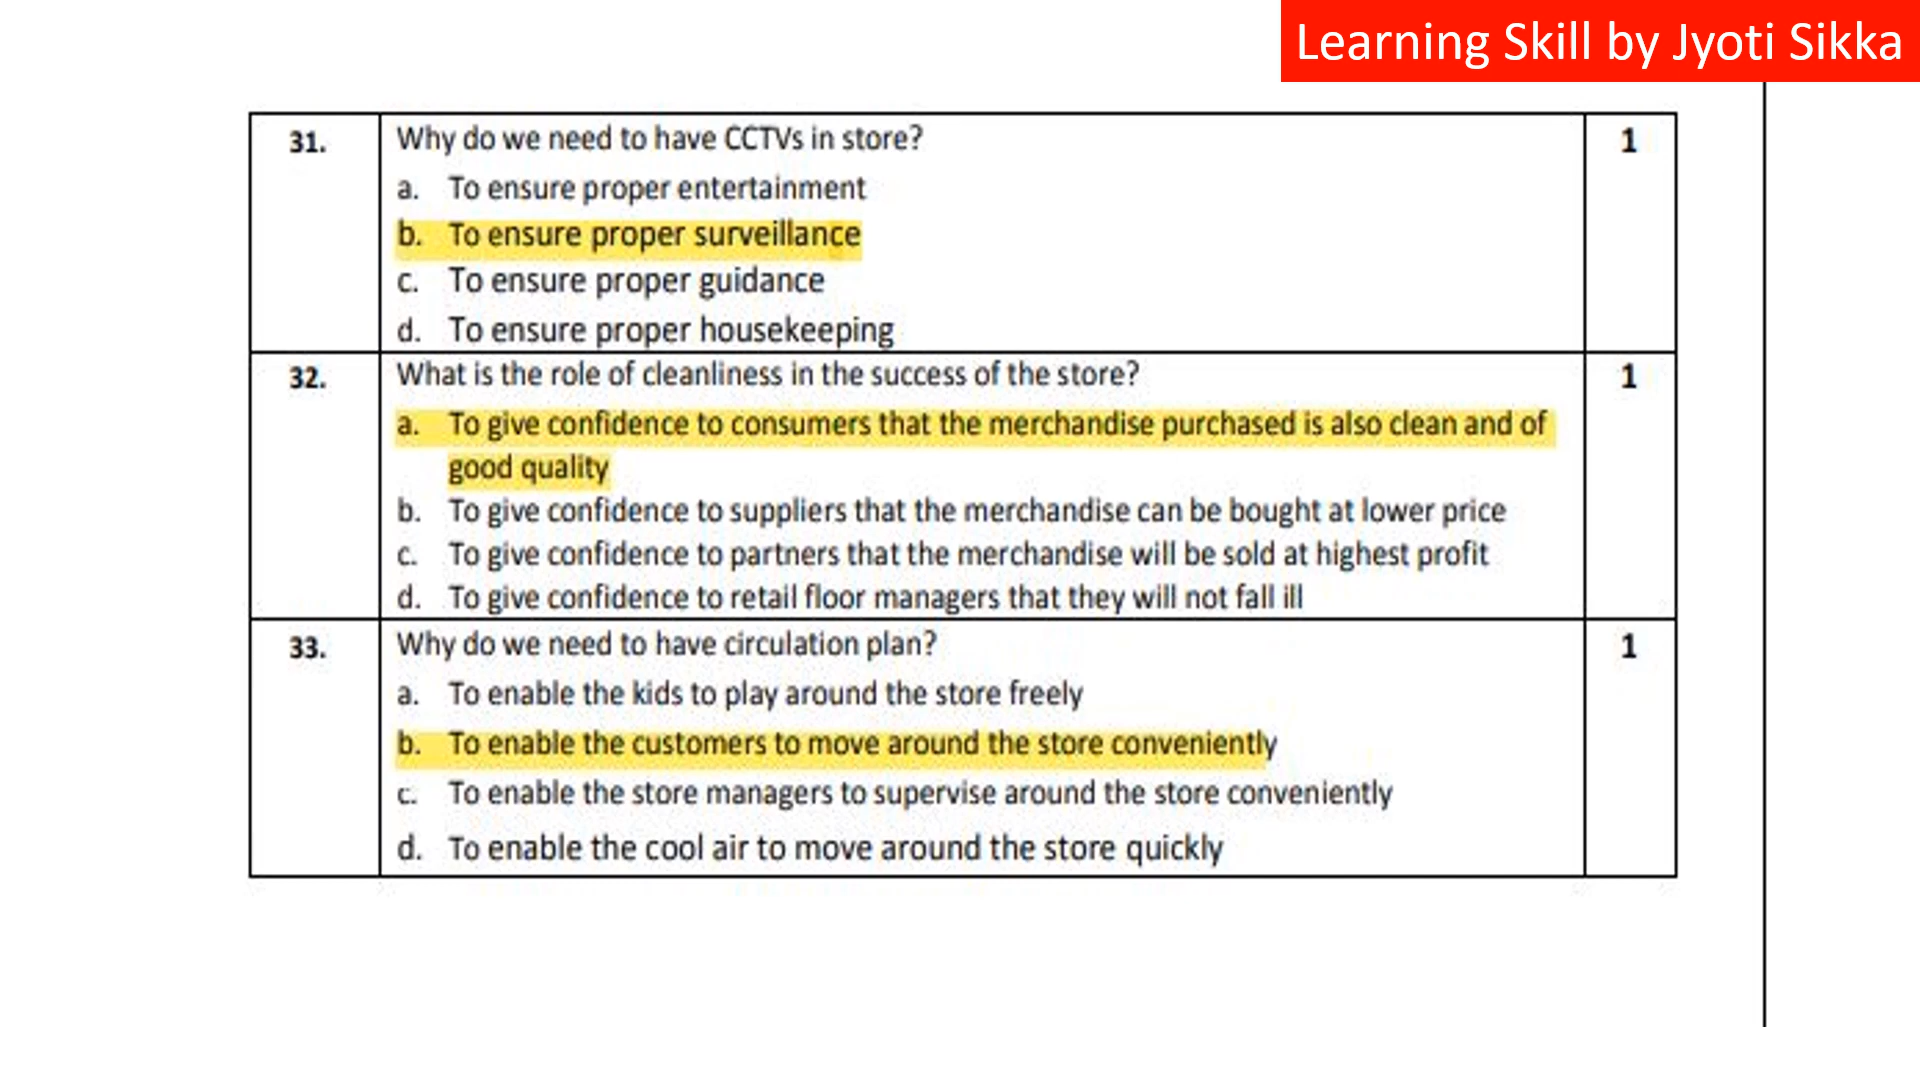 Learning Skill by Jyoti Sikka
31. Why do we need to have CCTVs in store? 1
a. To ensure proper entertainment
b. To ensure proper surveillance
c. To ensure proper guidance
d. To ensure proper housekeeping
32. What is the role of cleanliness in the success of the store? 1
a. To give confidence to consumers that the merchandise purchased is also clean and of
good quality
b. To give confidence to suppliers that the merchandise can be bought at lower price
c. To give confidence to partners that the merchandise will be sold at highest profit
d. To give confidence to retail floor managers that they will not fall ill
33. Why do we need to have circulation plan? 1
a. To enable the kids to play around the store freely
b. To enable the customers to move around the store conveniently
c. To enable the store managers to supervise around the store conveniently
d. To enable the cool air to move around the store quickly